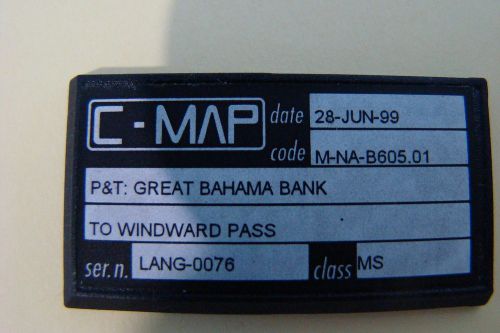 C-MAP date 28-JUN-99
code M-NA-B605.01
P&T: GREAT BAHAMA BANK
TO WINDWARD PASS
ser.n. LANG-0076 class MS